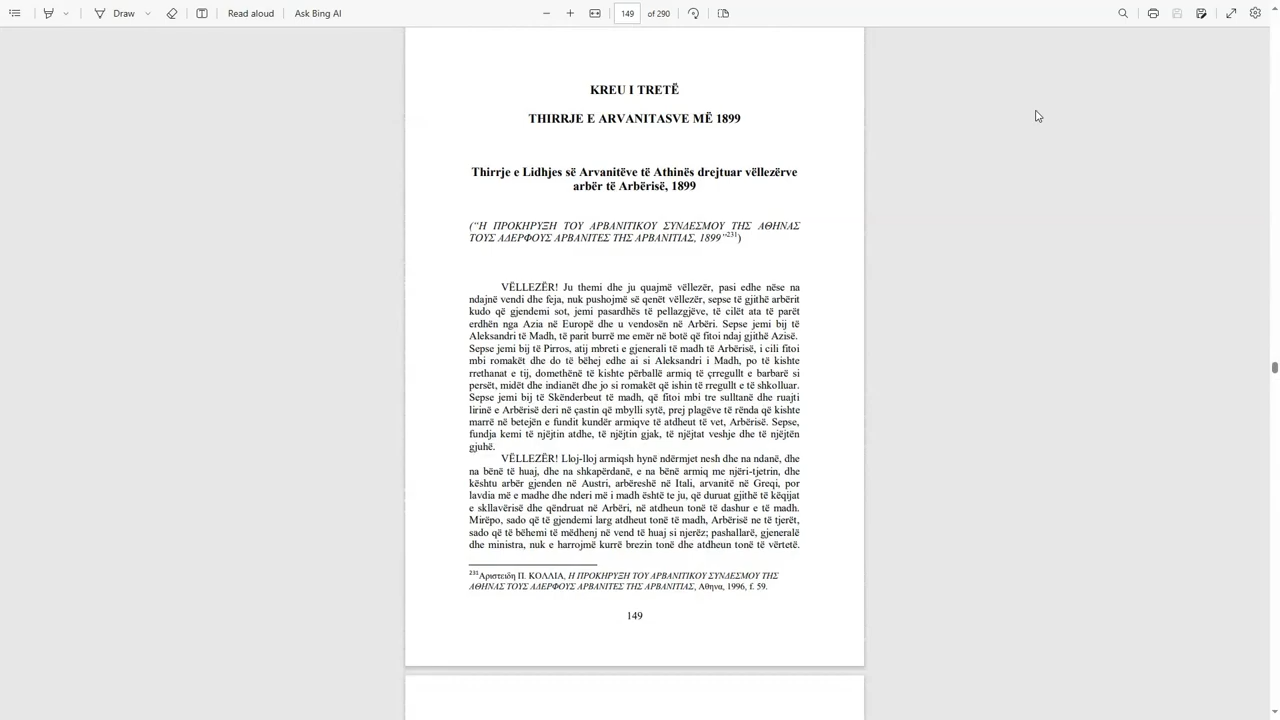 Draw
Read aloud
Ask Bing AI
149 of 290
KREU I TRETË
THIRRJE E ARVANITASVE MË 1899
Thirrje e Lidhjes së Arvanitëve të Athinës drejtuar vëllezërve
arbër të Arbërisë, 1899
("Η ΠΡΟΚΗΡΥΞΗ ΤΟΥ ΑΡΒΑΝΙΤΙΚΟΥ ΣΥΝΔΕΣΜΟΥ ΤΗΣ ΑΘΗΝΑΣ
ΤΟΥΣ ΑΔΕΡΦΟΥΣ ΑΡΒΑΝΙΤΕΣ ΤΗΣ ΑΡΒΑΝΙΤΙΑΣ, 1899"231)
VËLLEZËR! Ju themi dhe ju quajmë vëllezër, pasi edhe nëse na
ndajnë vendi dhe feja, nuk pushojmë së qenët vëllezër, sepse të gjithë arbërit
kudo që gjendemi sot, jemi pasardhës të pellazgjëve, të cilët ata të parët
erdhën nga Azia në Europë dhe u vendosën në Arbëri. Sepse jemi bij të
Aleksandri të Madh, të parit burrë me emër në botë që fitoi ndaj gjithë Azisë.
Sepse jemi bij të Pirros, atij mbreti e gjenerali të madh të Arbërisë, i cili fitoi
mbi romakët dhe do të bëhej edhe ai si Aleksandri i Madh, po të kishte
rrethanat e tij, domethënë të kishte përballë armiq të çrregullt e barbarë si
persët, midët dhe indianët dhe jo si romakët që ishin të rregullt e të shkolluar.
Sepse jemi bij të Skënderbeut të madh, që fitoi mbi tre sulltanë dhe ruajti
lirinë e Arbërisë deri në çastin që mbylli sytë, prej plagëve të rënda që kishte
marrë në betejën e fundit kundër armiqve të atdheut të vet, Arbërisë. Sepse,
fundja kemi të njëjtin atdhe, të njëjtin gjak, të njëjtat veshje dhe të njëjtën
gjuhë.
VËLLEZËR! Lloj-lloj armiqsh hynë ndërmjet nesh dhe na ndanë, dhe
na bënë të huaj, dhe na shkapërdanë, e na bënë armiq me njëri-tjetrin, dhe
kështu arbër gjenden në Austri, arbëreshë në Itali, arvanitë në Greqi, por
lavdia më e madhe dhe nderi më i madh është te ju, që duruat gjithë të këqijat
e skllavërisë dhe qëndruat në Arbëri, në atdheun tonë të dashur e të madh.
Mirëpo, sado që të gjendemi larg atdheut tonë të madh, Arbërisë ne të tjerët,
sado që të bëhemi të mëdhenj në vend të huaj si njerëz; pashallarë, gjeneralë
dhe ministra, nuk e harrojmë kurrë brezin tonë dhe atdheun tonë të vërtetë.
231Αριστειδη Π. ΚΟΛΛΙΑ, Η ΠΡΟΚΗΡΥΞΗ ΤΟΥ ΑΡΒΑΝΙΤΙΚΟΥ ΣΥΝΔΕΣΜΟΥ ΤΗΣ
ΑΘΗΝΑΣ ΤΟΥΣ ΑΔΕΡΦΟΥΣ ΑΡΒΑΝΙΤΕΣ ΤΗΣ ΑΡΒΑΝΙΤΙΑΣ, Αθηνα, 1996, f. 59.
149